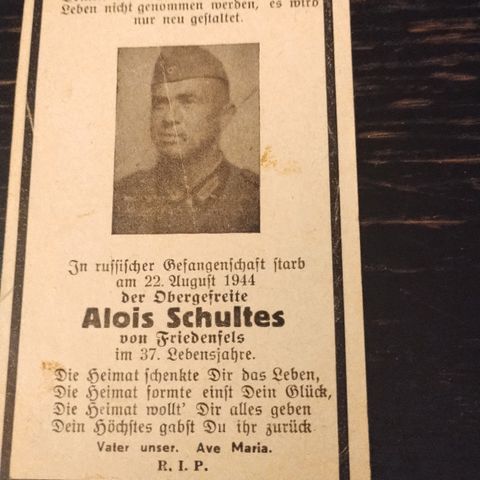 Leben nicht genommen werden, es wird
nur neu gestaltet.
In russischer Gefangenschaft starb
am 22. August 1944
der Obergefreite
Alois Schultes
von Friedenfels
im 37. Lebensjahre.
Die Heimat schenkte Dir das Leben,
Die Heimat formte einst Dein Glück,
Die Heimat wollt' Dir alles geben
Dein Höchstes gabst Du ihr zurück
Vater unser. Ave Maria.
R. I. P.